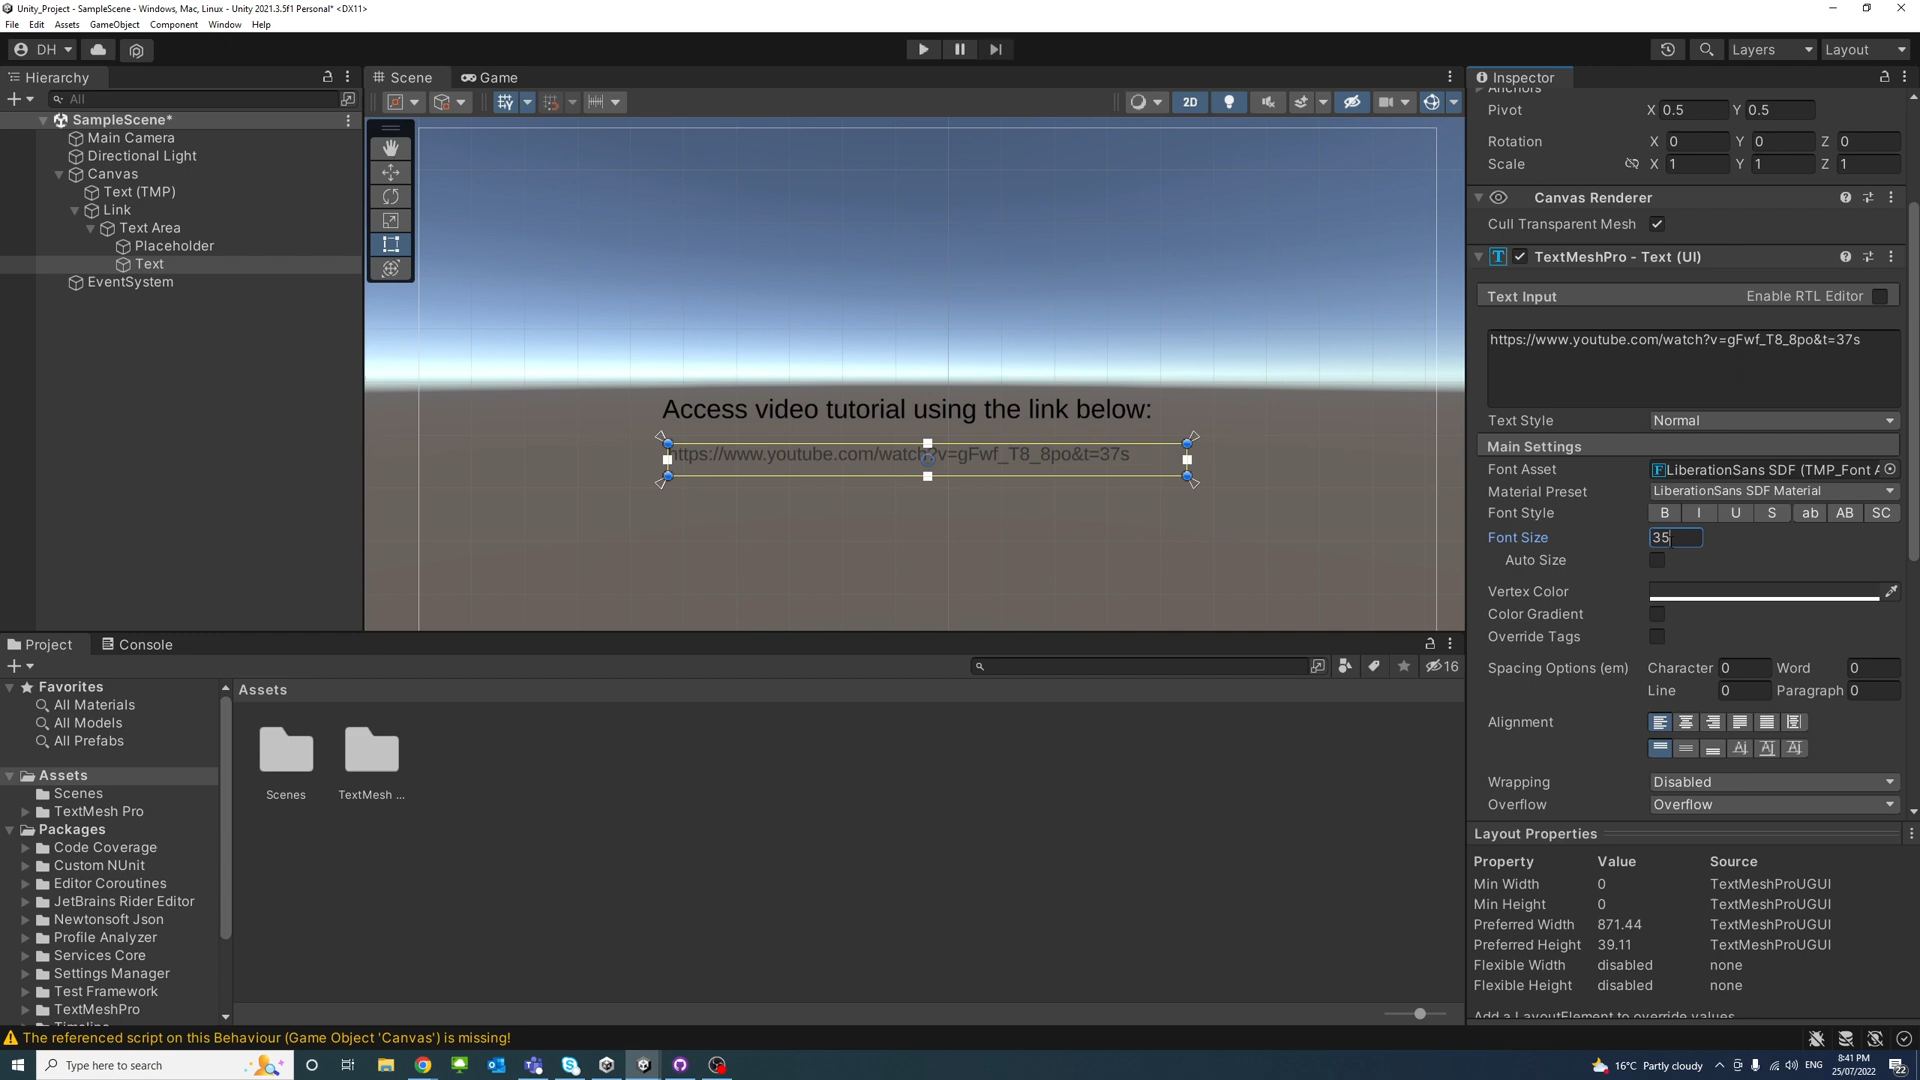 Unity_Project - SampleScene - Windows, Mac, Linux - Unity 2021.3.5f1 Personal* <DX11>
File Edit Assets GameObject Component Window Help
DH Layers Layout
Hierarchy
All
SampleScene*
Main Camera
Directional Light
Canvas
Text (TMP)
Link
Text Area
Placeholder
Text
EventSystem
Scene Game
2D
Access video tutorial using the link below:
https://www.youtube.com/watch?v=gFwf_T8_8po&t=37s
Inspector
Anchors
Pivot X 0.5 Y 0.5
Rotation X 0 Y 0 Z 0
Scale X 1 Y 1 Z 1
Canvas Renderer
Cull Transparent Mesh
TextMeshPro - Text (UI)
Text Input Enable RTL Editor
https://www.youtube.com/watch?v=gFwf_T8_8po&t=37s
Text Style Normal
Main Settings
Font Asset LiberationSans SDF (TMP_Font A
Material Preset LiberationSans SDF Material
Font Style B I U S ab AB SC
Font Size 35
Auto Size
Vertex Color
Color Gradient
Override Tags
Spacing Options (em) Character 0 Word 0
Line 0 Paragraph 0
Alignment
Wrapping Disabled
Overflow Overflow
Layout Properties
Property Value Source
Min Width 0 TextMeshProUGUI
Min Height 0 TextMeshProUGUI
Preferred Width 871.44 TextMeshProUGUI
Preferred Height 39.11 TextMeshProUGUI
Flexible Width disabled none
Flexible Height disabled none
Add a LayoutElement to override values
Project Console
16
Favorites
All Materials
All Models
All Prefabs
Assets
Scenes
TextMesh Pro
Packages
Code Coverage
Custom NUnit
Editor Coroutines
JetBrains Rider Editor
Newtonsoft Json
Profile Analyzer
Services Core
Settings Manager
Test Framework
TextMeshPro
Timeline
Assets
Scenes TextMesh ...
The referenced script on this Behaviour (Game Object 'Canvas') is missing!
Type here to search
16°C Partly cloudy ENG
8:41 PM
25/07/2022
22